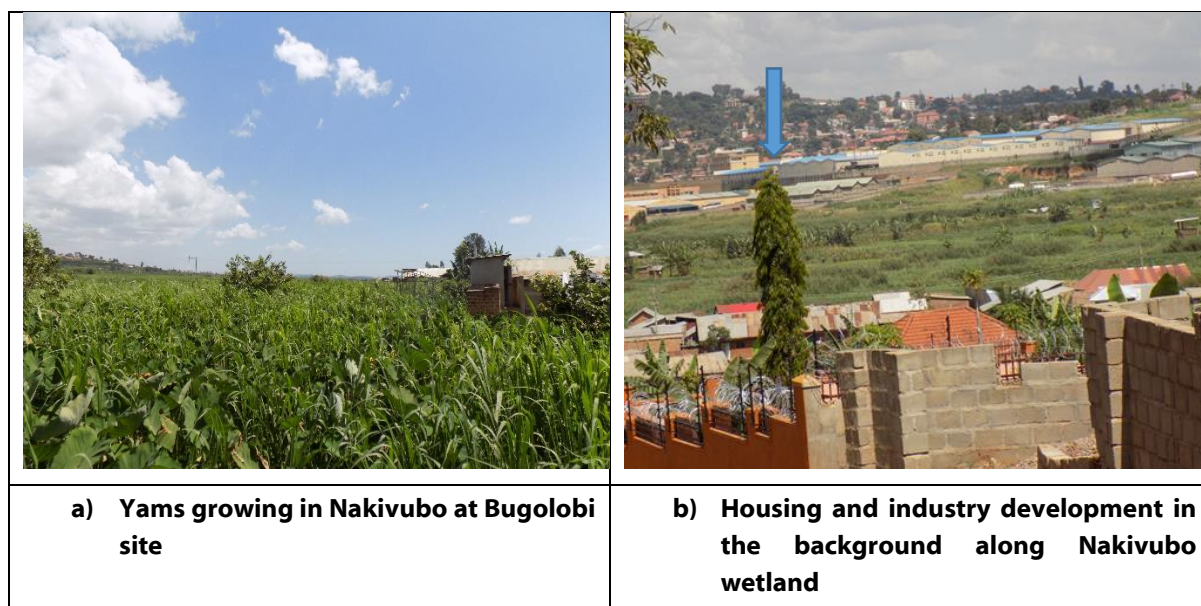 a) Yams growing in Nakivubo at Bugolobi
site
b) Housing and industry development in
the background along Nakivubo
wetland